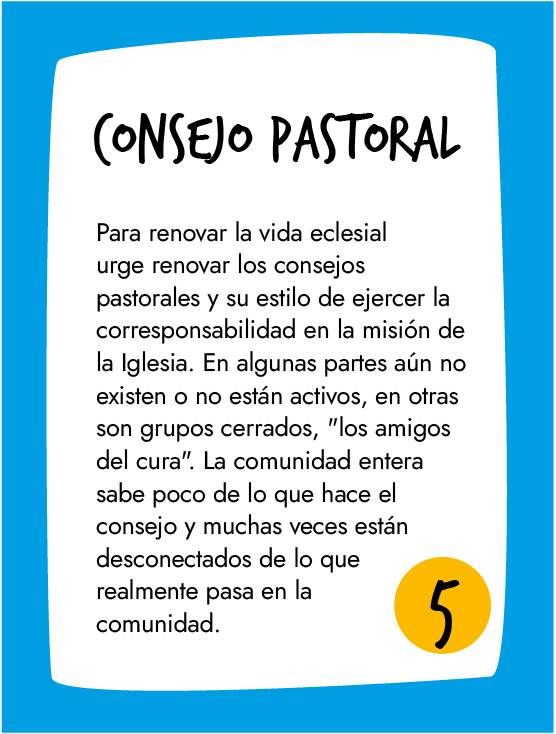 CONSEJO PASTORAL
Para renovar la vida eclesial
urge renovar los consejos
pastorales y su estilo de ejercer la
corresponsabilidad en la misión de
la Iglesia. En algunas partes aún no
existen o no están activos, en otras
son grupos cerrados, "los amigos
del cura". La comunidad entera
sabe poco de lo que hace el
consejo y muchas veces están
desconectados de lo que
realmente pasa en la
comunidad.
5